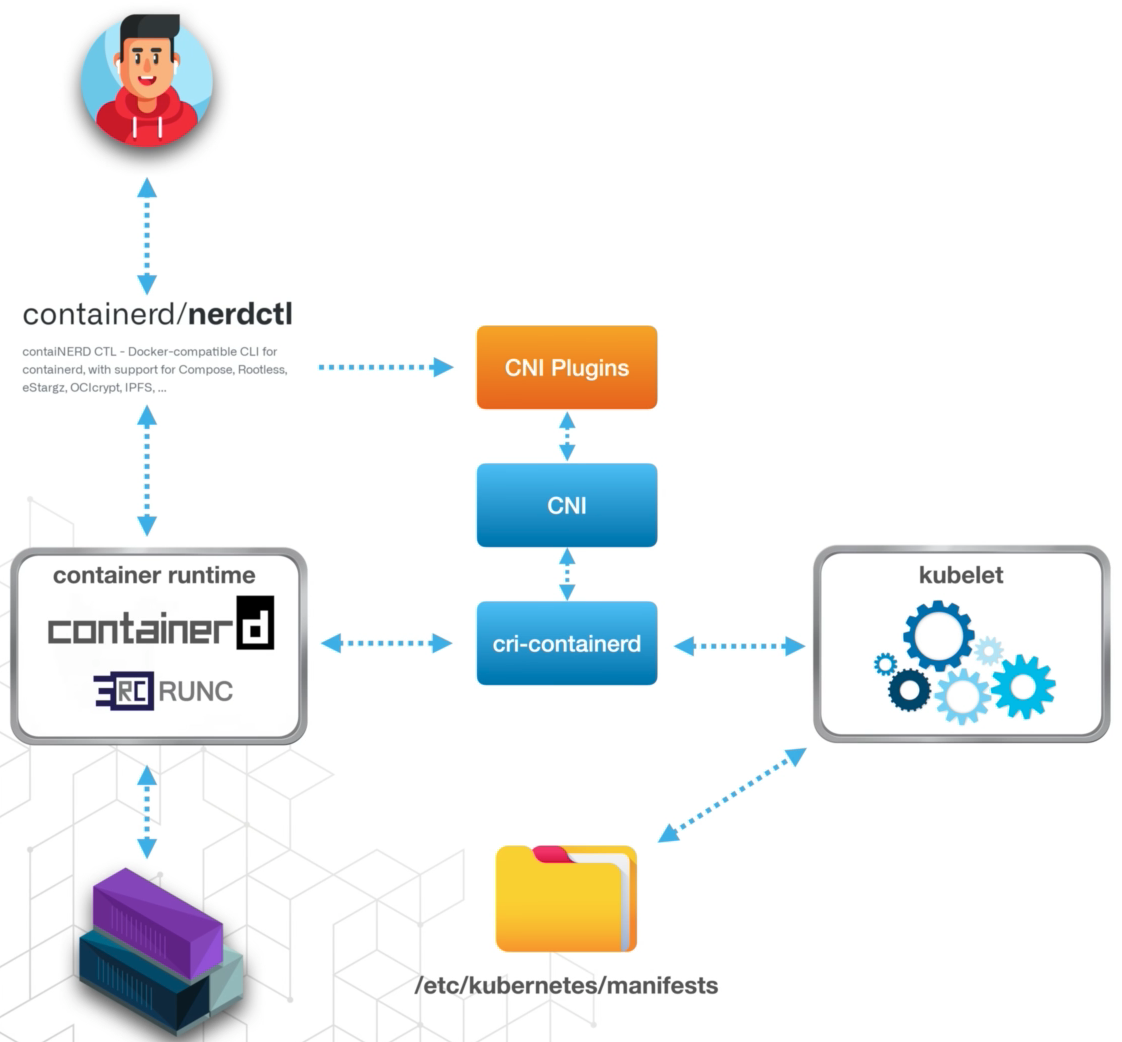 containerd/nerdctl
contaiNERD CTL - Docker-compatible CLI for
containerd, with support for Compose, Rootless,
eStargz, OCIcrypt, IPFS, ...
CNI Plugins
CNI
container runtime
containerd
RC RUNC
cri-containerd
kubelet
/etc/kubernetes/manifests